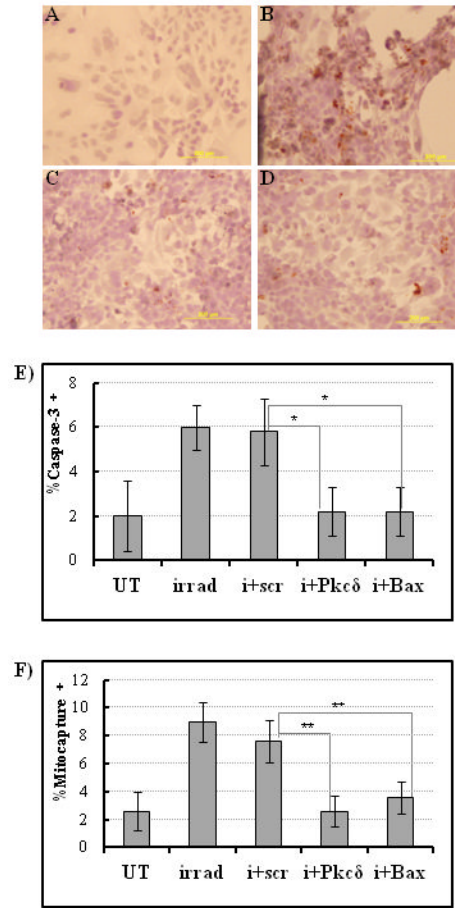 A
B
C
D
E)
%Caspase-3 +
8
6
4
2
0
*
*
UT irrad i+scr i+Pkcδ i+Bax
F)
%Mitocapture +
12
10
8
6
4
2
0
**
**
UT irrad i+scr i+Pkcδ i+Bax